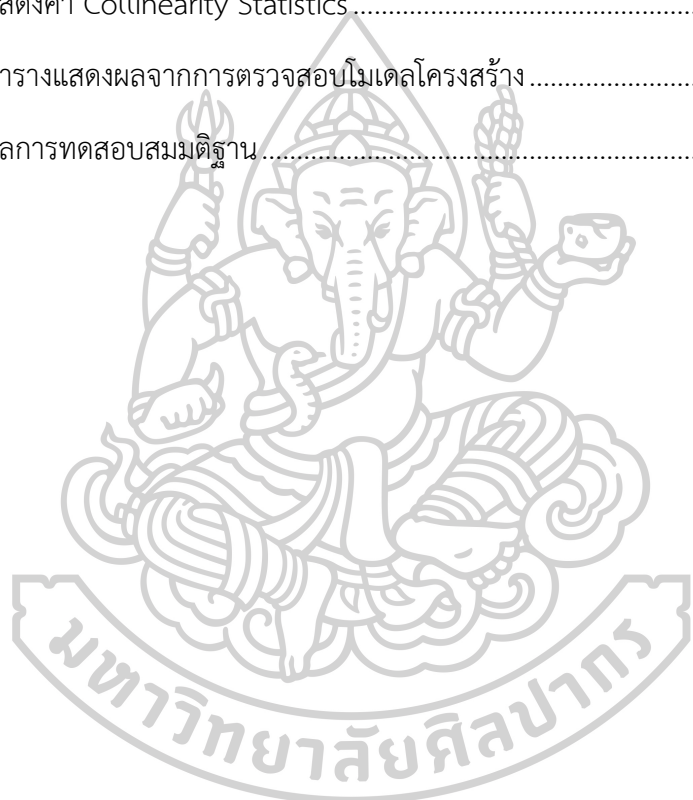 สดงค่า Collinearity Statistics..............................................................
ารางแสดงผลจากการตรวจสอบโมเดลโครงสร้าง...............................
ลการทดสอบสมมติฐาน......................................................................
มหาวิทยาลัยศิลปากร